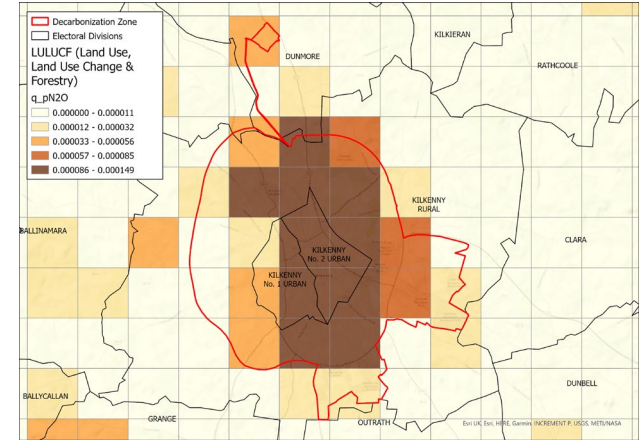 Decarbonization Zone
Electoral Divisions
LULUCF (Land Use,
Land Use Change &
Forestry)
q_pN2O
0.000000 - 0.000011
0.000012 - 0.000032
0.000033 - 0.000056
0.000057 - 0.000085
0.000086 - 0.000149
KILKIERAN
DUNMORE
RATHCOOLE
KILKENNY
RURAL
BALLINAMARA
CLARA
KILKENNY
No. 2 URBAN
KILKENNY
No. 1 URBAN
DUNBELL
BALLYCALLAN
GRANGE
OUTRATH
Esri UK, Esri, HERE, Garmin, INCREMENT P, USGS, METI/NASA